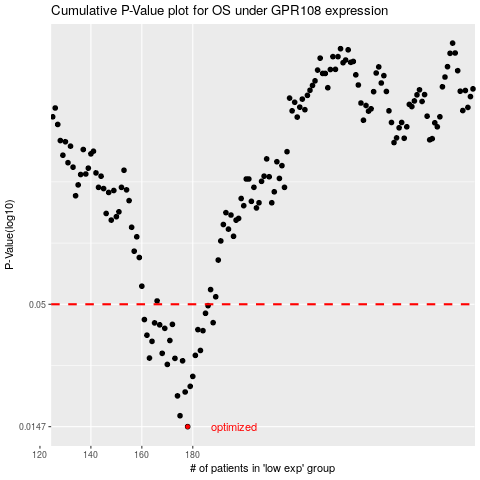 Cumulative P-Value plot for OS under GPR108 expression
P-Value(log10)
0.05
0.0147
optimized
120 140 160 180
# of patients in 'low exp' group